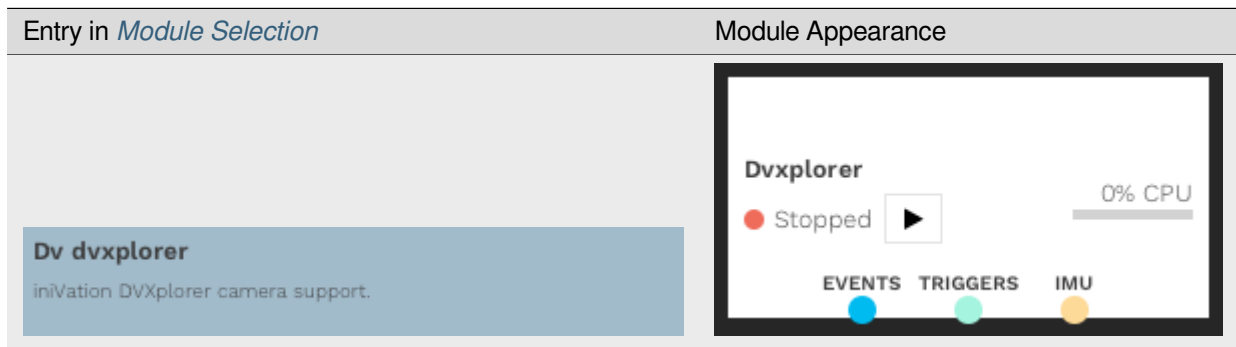 Entry in Module Selection
Module Appearance
Dv dvxplorer
iniVation DVXplorer camera support.
Dvxplorer
0% CPU
Stopped
EVENTS TRIGGERS IMU